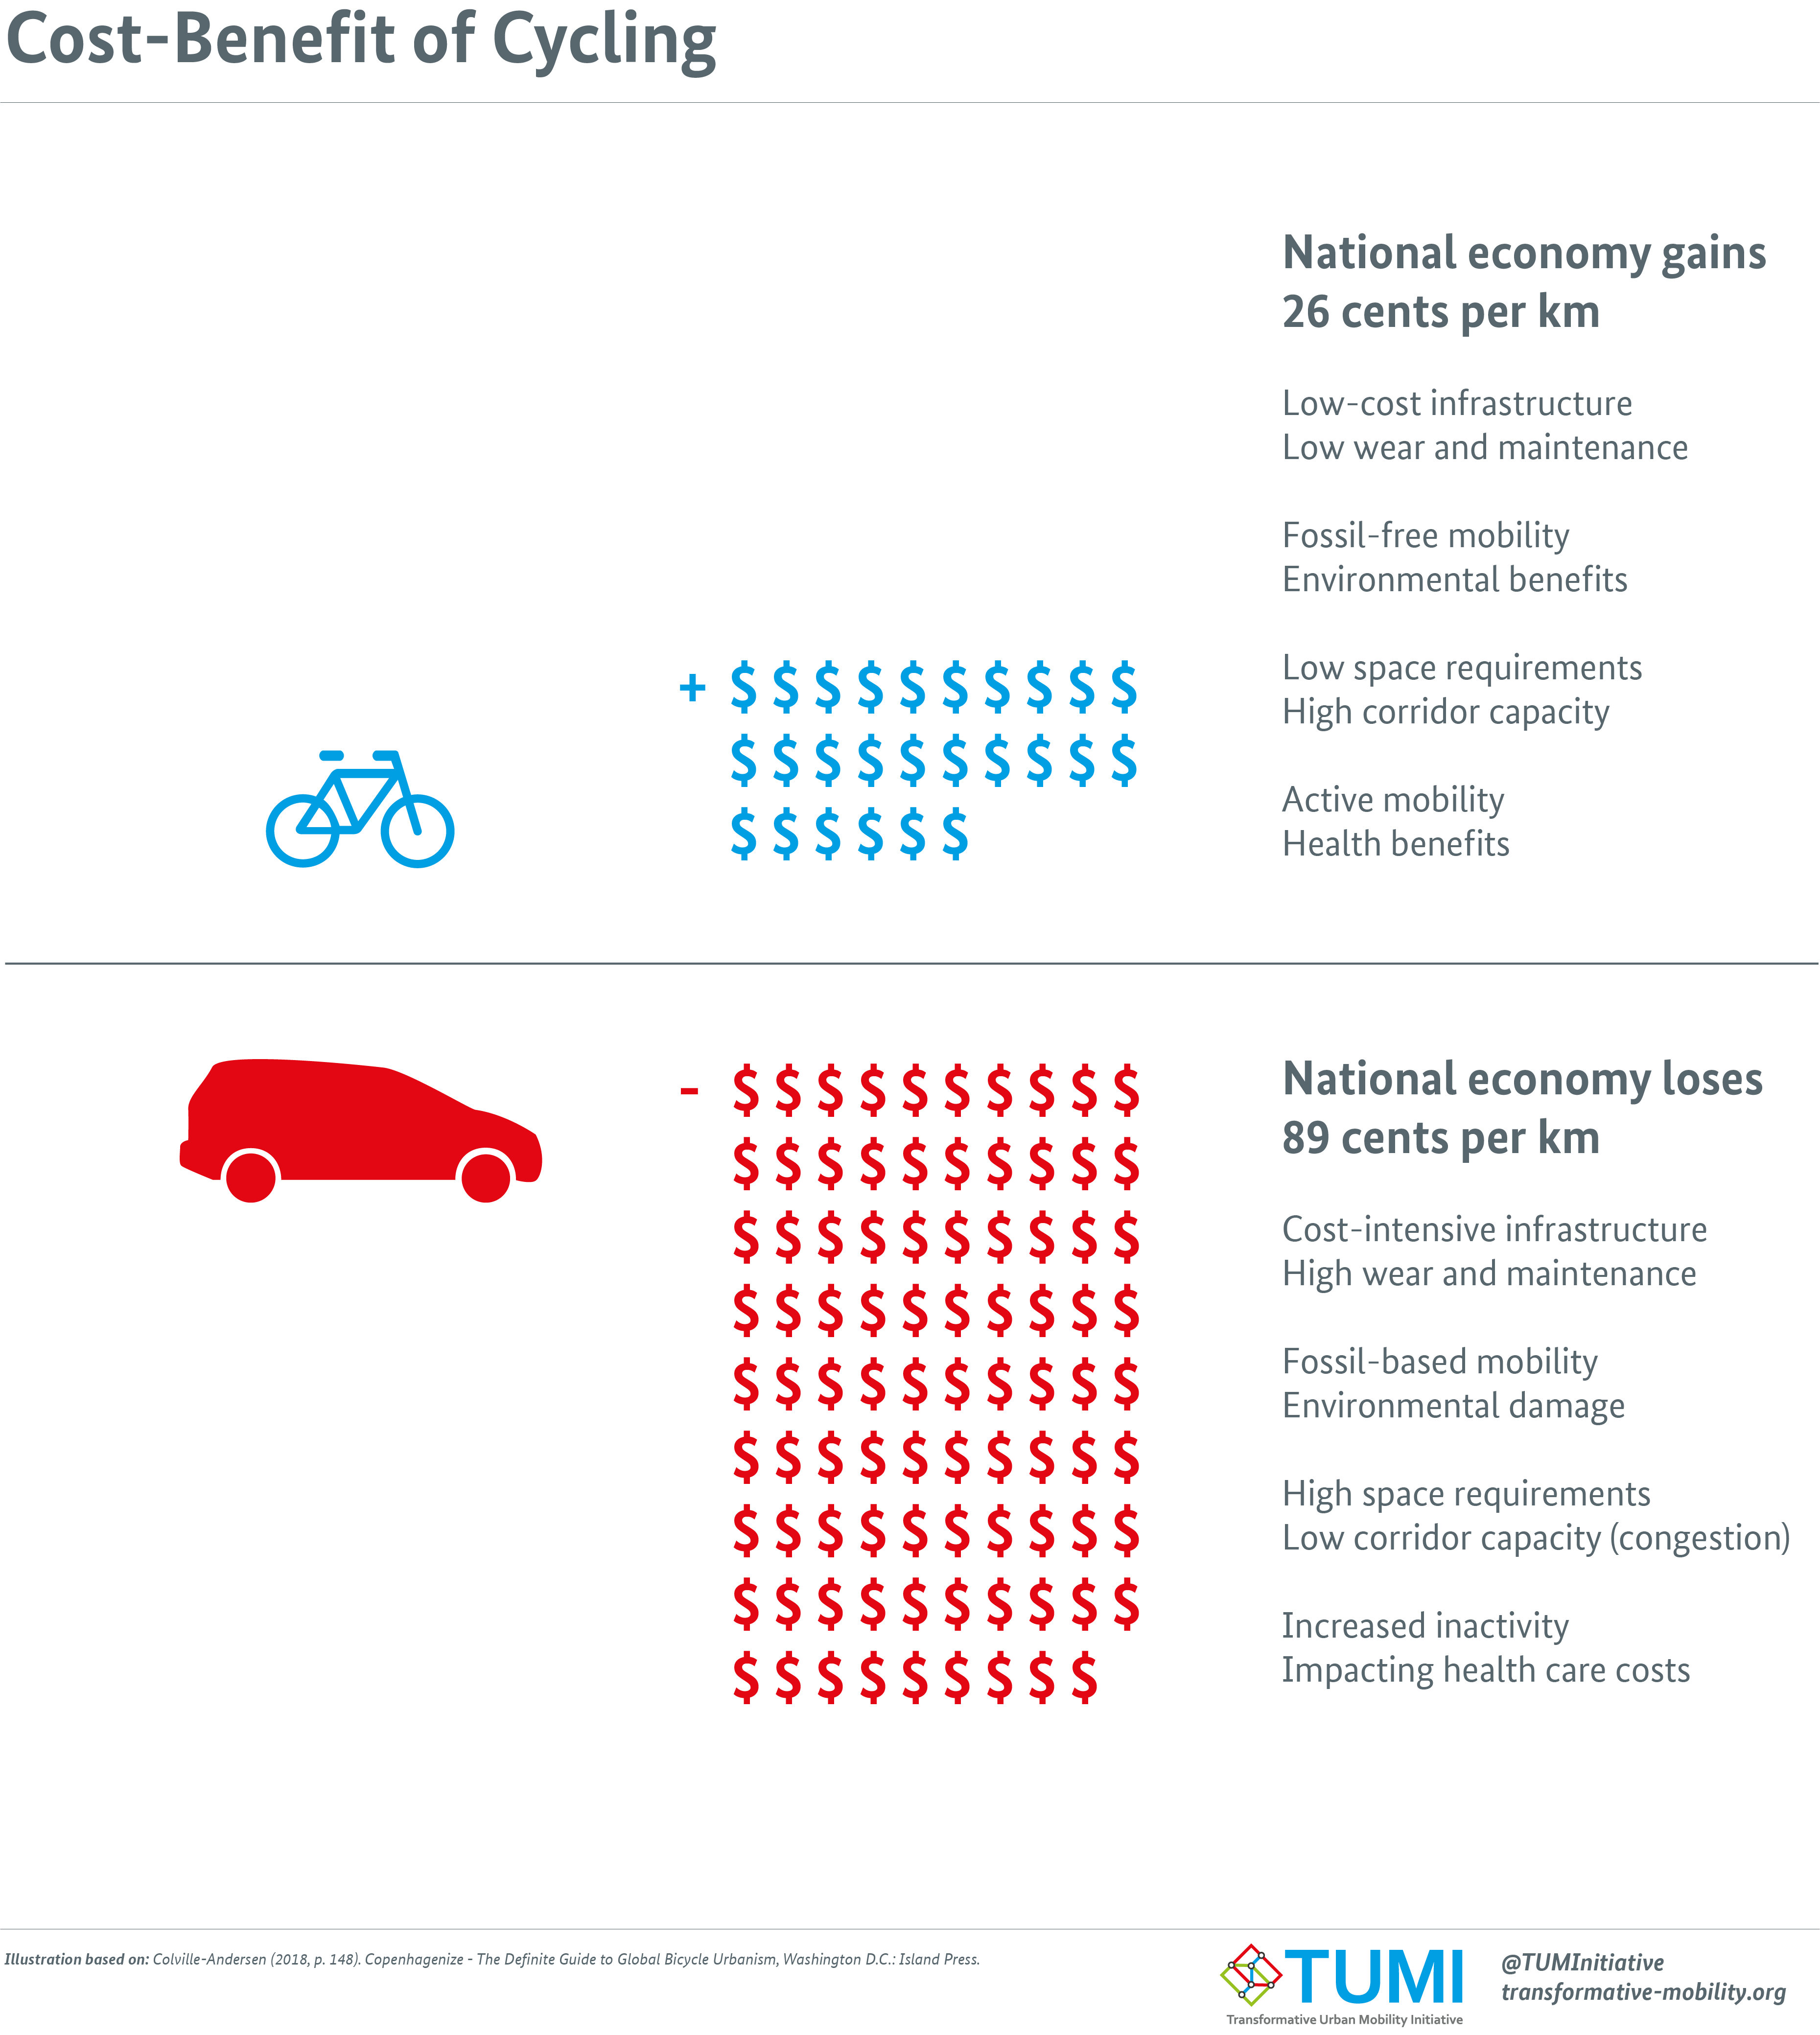 Cost-Benefit of Cycling
National economy gains
26 cents per km
Low-cost infrastructure
Low wear and maintenance
Fossil-free mobility
Environmental benefits
Low space requirements
High corridor capacity
Active mobility
Health benefits
+ $ $ $ $ $ $ $ $ $ $
$ $ $ $ $ $ $ $ $ $
$ $ $ $ $ $
National economy loses
89 cents per km
Cost-intensive infrastructure
High wear and maintenance
Fossil-based mobility
Environmental damage
High space requirements
Low corridor capacity (congestion)
Increased inactivity
Impacting health care costs
- $ $ $ $ $ $ $ $ $ $
$ $ $ $ $ $ $ $ $ $
$ $ $ $ $ $ $ $ $ $
$ $ $ $ $ $ $ $ $ $
$ $ $ $ $ $ $ $ $ $
$ $ $ $ $ $ $ $ $ $
$ $ $ $ $ $ $ $ $ $
$ $ $ $ $ $ $ $ $ $
$ $ $ $ $ $ $ $ $
Illustration based on: Colville-Andersen (2018, p. 148). Copenhagenize - The Definite Guide to Global Bicycle Urbanism, Washington D.C.: Island Press.
TUMI
Transformative Urban Mobility Initiative
@TUMInitiative
transformative-mobility.org